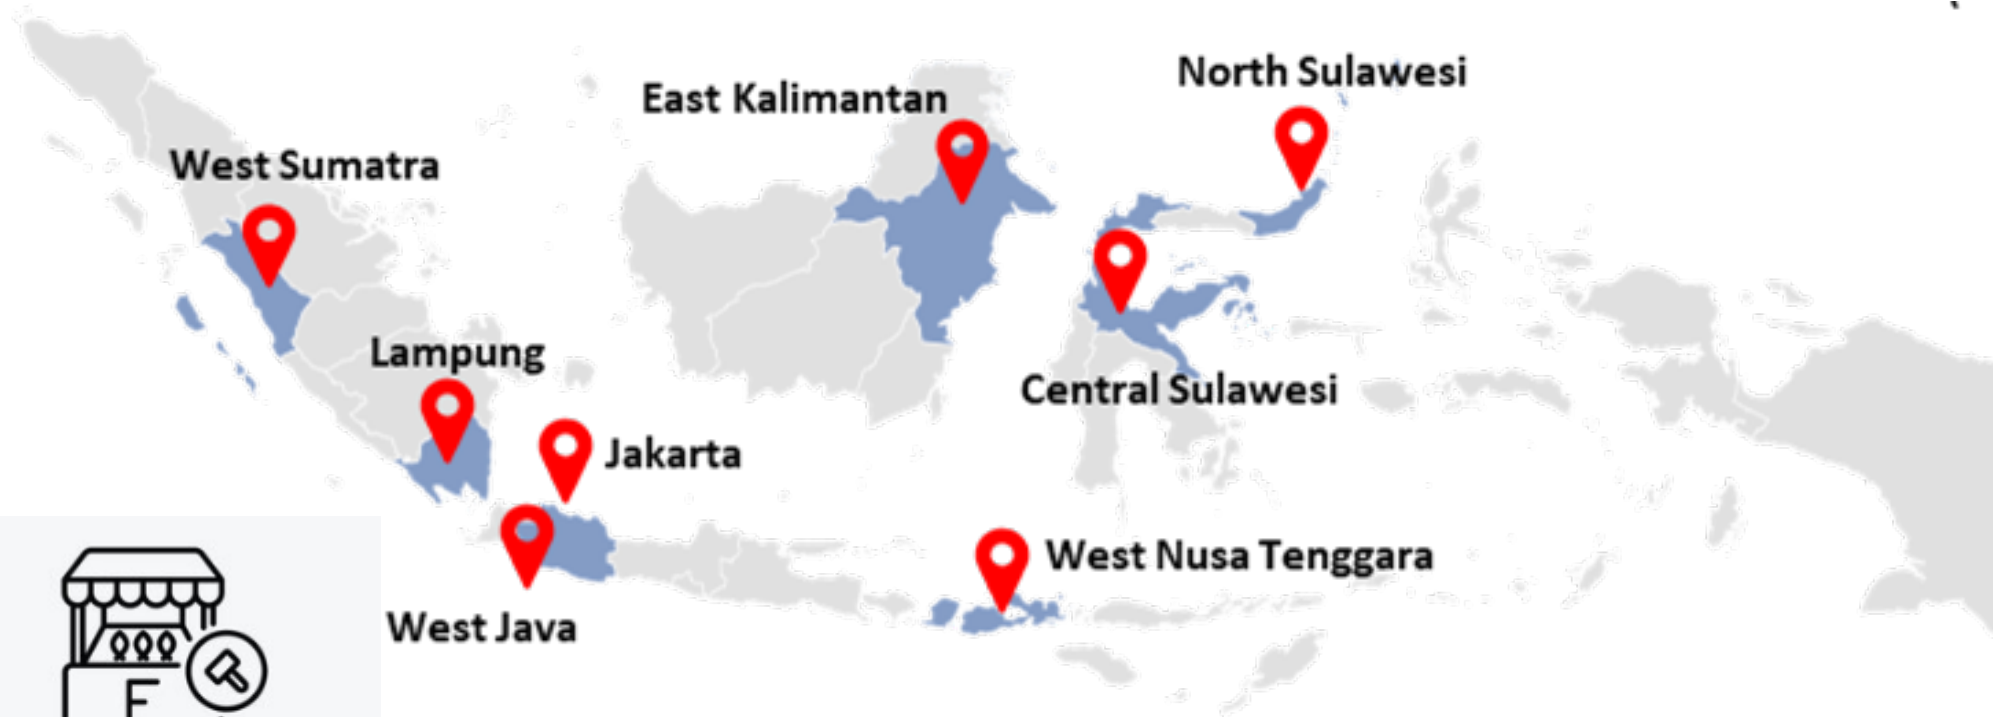 North Sulawesi
East Kalimantan
West Sumatra
Lampung
Central Sulawesi
Jakarta
West Nusa Tenggara
West Java
F